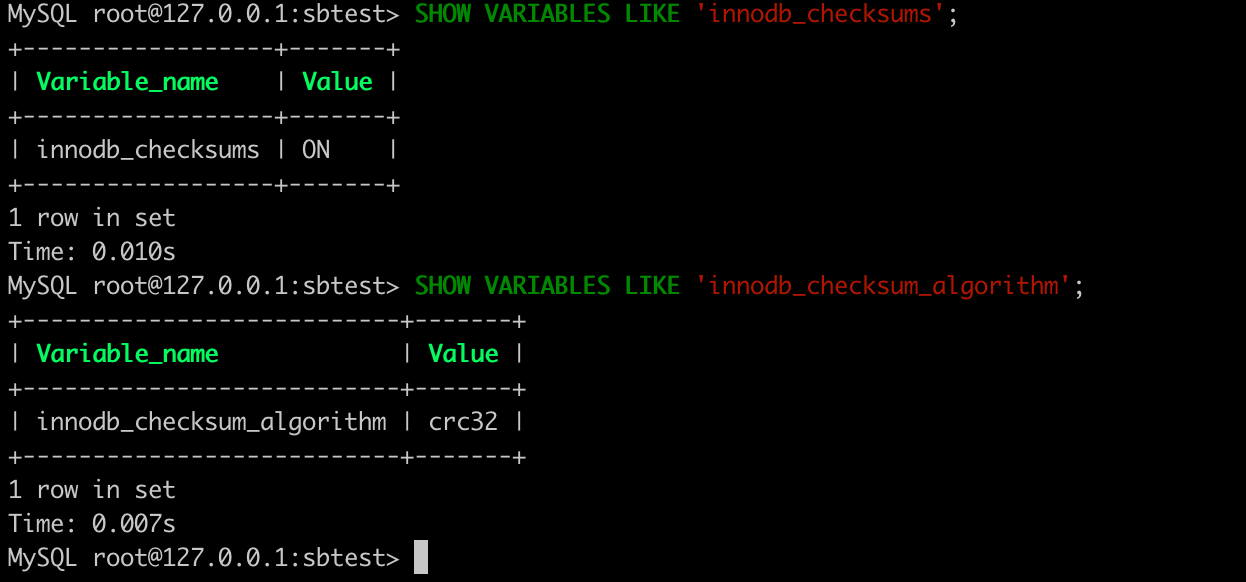 MySQL root@127.0.0.1:sbtest> SHOW VARIABLES LIKE 'innodb_checksums';
+------------------+-------+
| Variable_name    | Value |
+------------------+-------+
| innodb_checksums | ON    |
+------------------+-------+
1 row in set
Time: 0.010s
MySQL root@127.0.0.1:sbtest> SHOW VARIABLES LIKE 'innodb_checksum_algorithm';
+---------------------------+-------+
| Variable_name             | Value |
+---------------------------+-------+
| innodb_checksum_algorithm | crc32 |
+---------------------------+-------+
1 row in set
Time: 0.007s
MySQL root@127.0.0.1:sbtest>